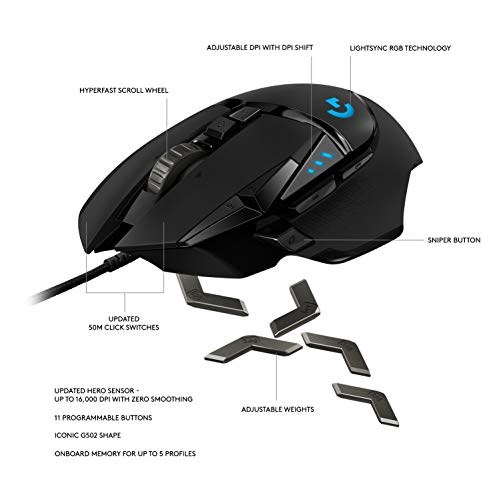 ADJUSTABLE DPI WITH DPI SHIFT
LIGHTSYNC RGB TECHNOLOGY
HYPERFAST SCROLL WHEEL
SNIPER BUTTON
UPDATED
50M CLICK SWITCHES
ADJUSTABLE WEIGHTS
UPDATED HERO SENSOR -
UP TO 16,000 DPI WITH ZERO SMOOTHING
11 PROGRAMMABLE BUTTONS
ICONIC G502 SHAPE
ONBOARD MEMORY FOR UP TO 5 PROFILES